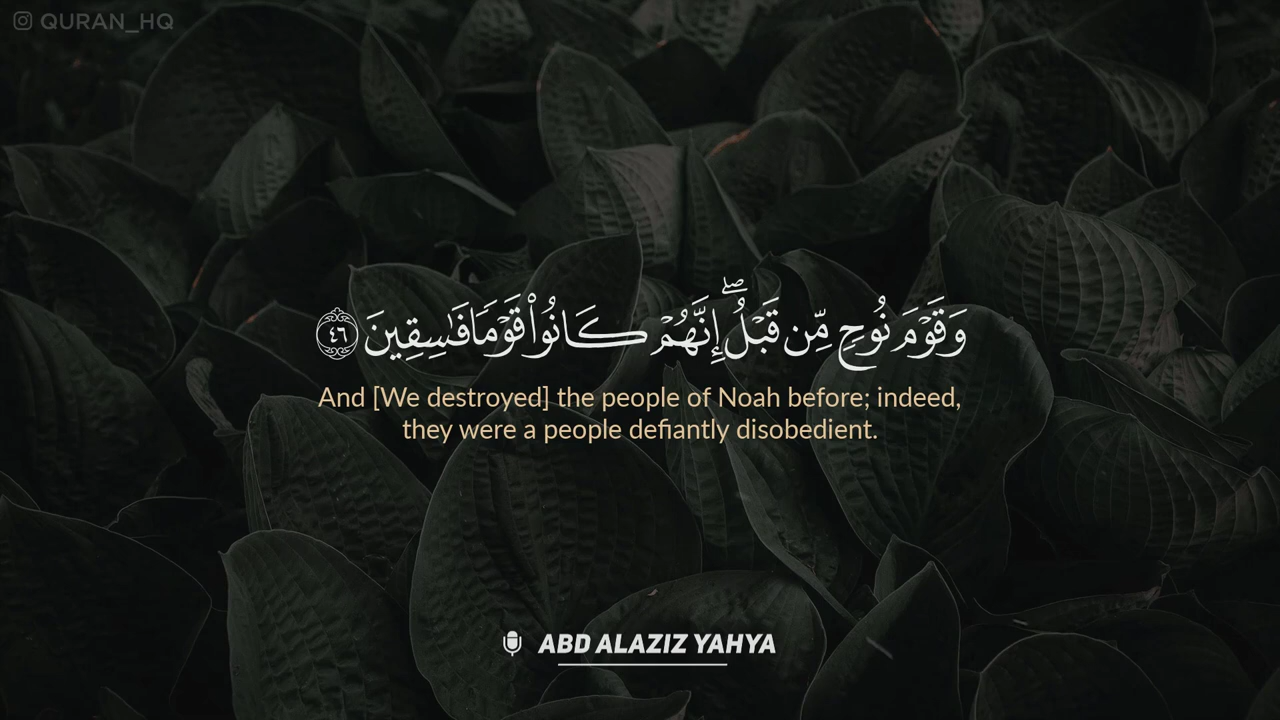 QURAN_HQ
وَقَوْمَ نُوحٍ مِّن قَبْلُ ۖ إِنَّهُمْ كَانُوا۟ قَوْمًا فَـٰسِقِينَ ٤٦
And [We destroyed] the people of Noah before; indeed,
they were a people defiantly disobedient.
ABD ALAZIZ YAHYA